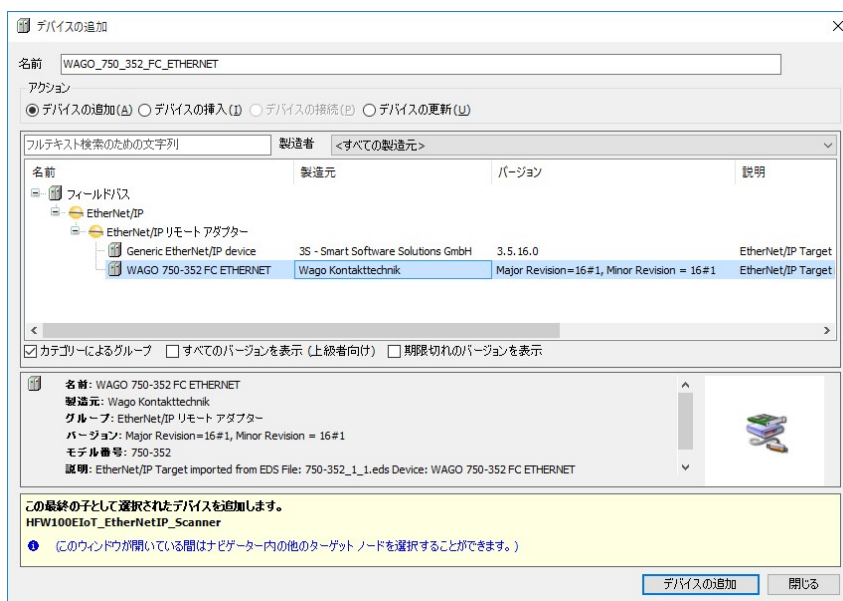 デバイスの追加
名前 WAGO_750_352_FC_ETHERNET
アクション
デバイスの追加(A) デバイスの挿入(I) デバイスの接続(P) デバイスの更新(U)
フルテキスト検索のための文字列 製造者 <すべての製造元>
名前 製造元 バージョン 説明
フィールドバス
EtherNet/IP
EtherNet/IP リモート アダプター
Generic EtherNet/IP device 3S - Smart Software Solutions GmbH 3.5.16.0 EtherNet/IP Target
WAGO 750-352 FC ETHERNET Wago Kontakttechnik Major Revision=16#1, Minor Revision = 16#1 EtherNet/IP Target
カテゴリーによるグループ すべてのバージョンを表示 (上級者向け) 期限切れのバージョンを表示
名前: WAGO 750-352 FC ETHERNET
製造元: Wago Kontakttechnik
グループ: EtherNet/IP リモート アダプター
バージョン: Major Revision=16#1, Minor Revision = 16#1
モデル番号: 750-352
説明: EtherNet/IP Target imported from EDS File: 750-352_1_1.eds Device: WAGO 750-352 FC ETHERNET
この最終の子として選択されたデバイスを追加します。
HFW100EIoT_EtherNetIP_Scanner
(このウィンドウが開いている間はナビゲーター内の他のターゲット ノードを選択することができます。)
デバイスの追加 閉じる